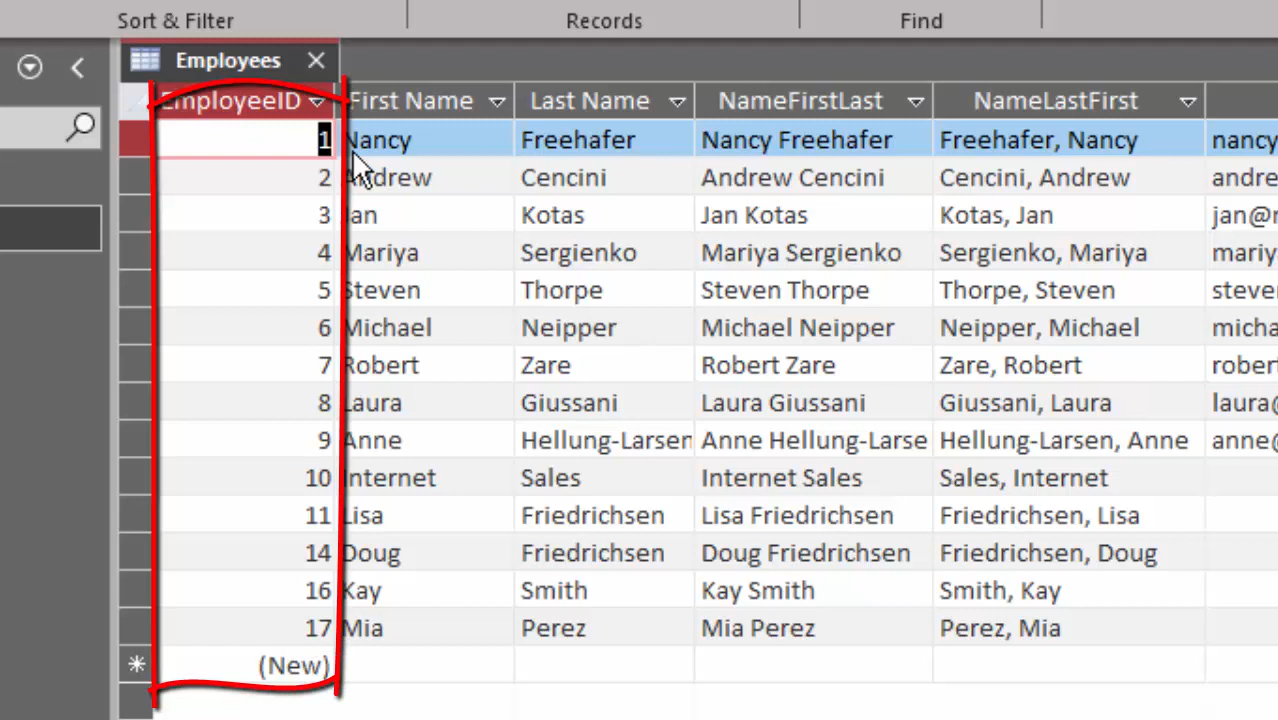 Sort & Filter Records Find
Employees
EmployeeID First Name Last Name NameFirstLast NameLastFirst
1 Nancy Freehafer Nancy Freehafer Freehafer, Nancy nancy
2 Andrew Cencini Andrew Cencini Cencini, Andrew andre
3 Jan Kotas Jan Kotas Kotas, Jan jan@
4 Mariya Sergienko Mariya Sergienko Sergienko, Mariya mariy
5 Steven Thorpe Steven Thorpe Thorpe, Steven steve
6 Michael Neipper Michael Neipper Neipper, Michael micha
7 Robert Zare Robert Zare Zare, Robert rober
8 Laura Giussani Laura Giussani Giussani, Laura laura@
9 Anne Hellung-Larsen Anne Hellung-Larse Hellung-Larsen, Anne anne@
10 Internet Sales Internet Sales Sales, Internet
11 Lisa Friedrichsen Lisa Friedrichsen Friedrichsen, Lisa
14 Doug Friedrichsen Doug Friedrichsen Friedrichsen, Doug
16 Kay Smith Kay Smith Smith, Kay
17 Mia Perez Mia Perez Perez, Mia
(New)